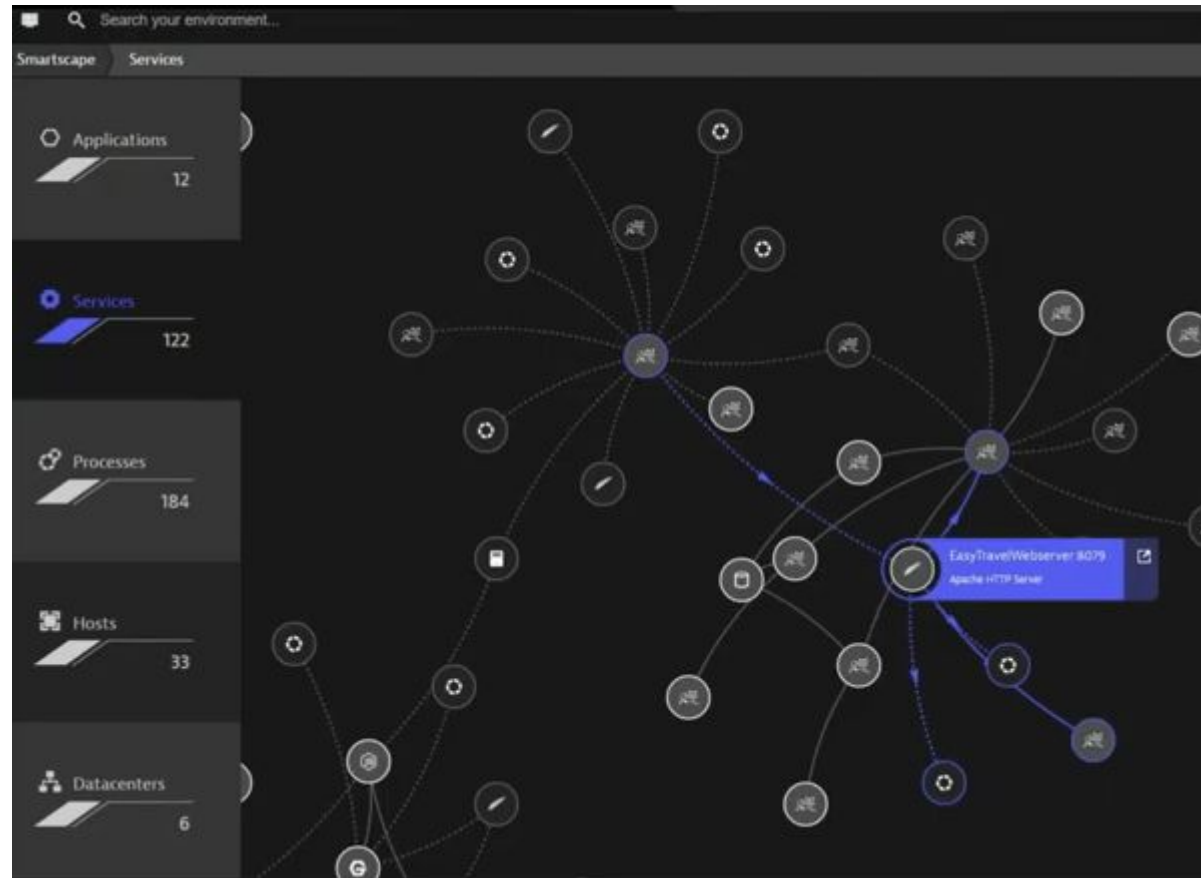 Search your environment...
Smartscape
Services
Applications
12
Services
122
Processes
184
Hosts
33
Datacenters
6
EasyTravelWebserver 8079
Apache HTTP Server